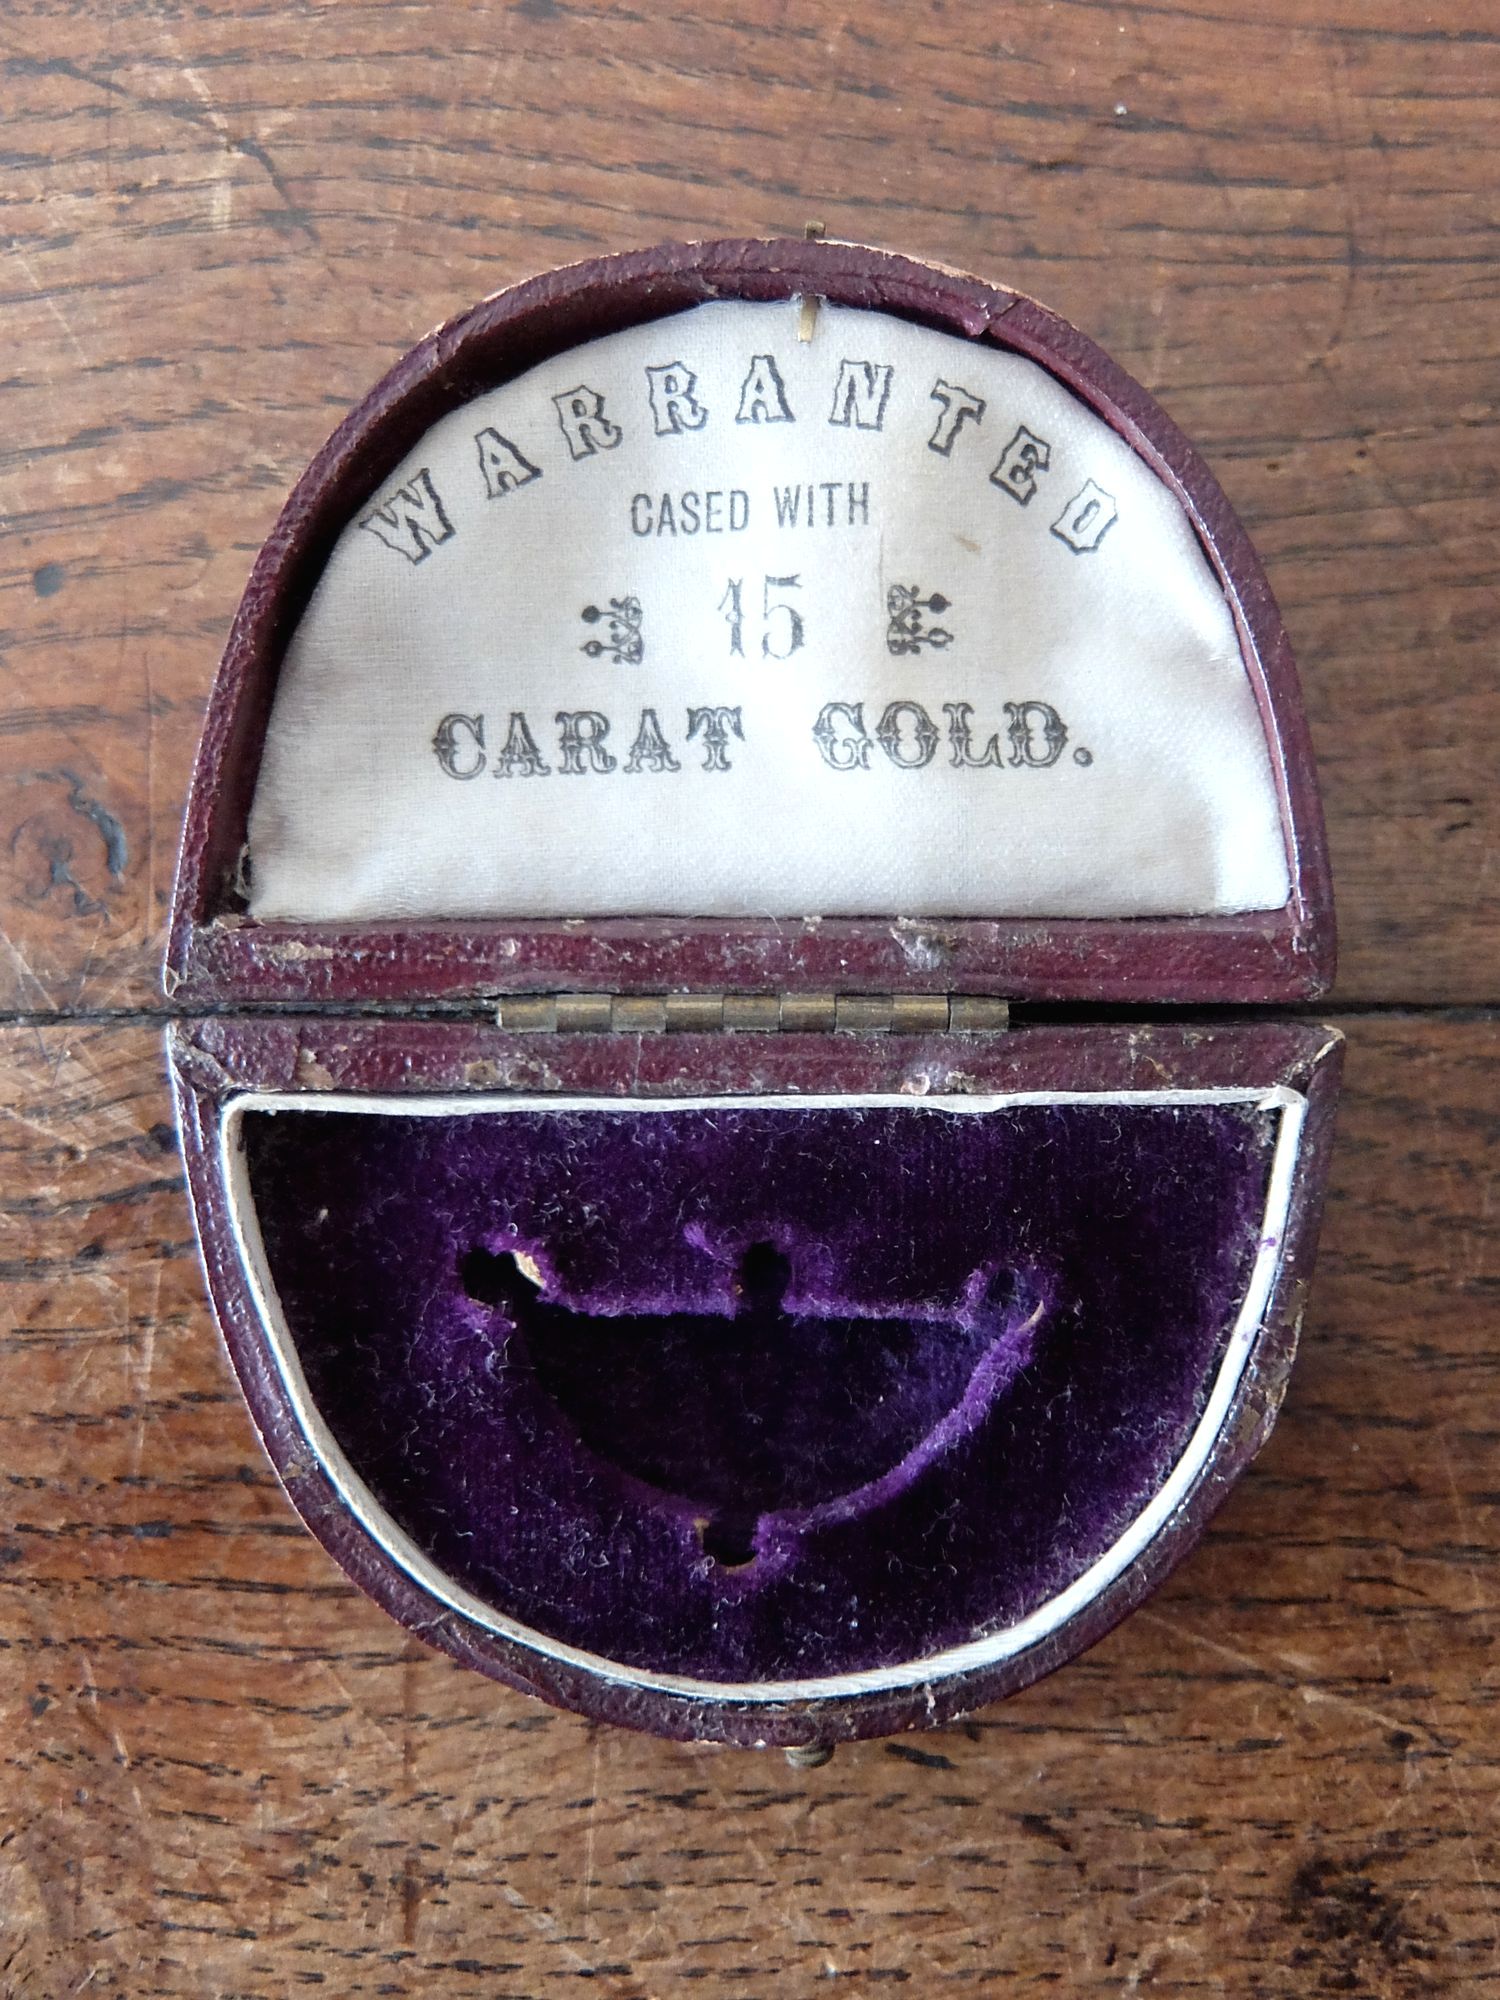 WARRANTED
CASED WITH
15
CARAT GOLD.